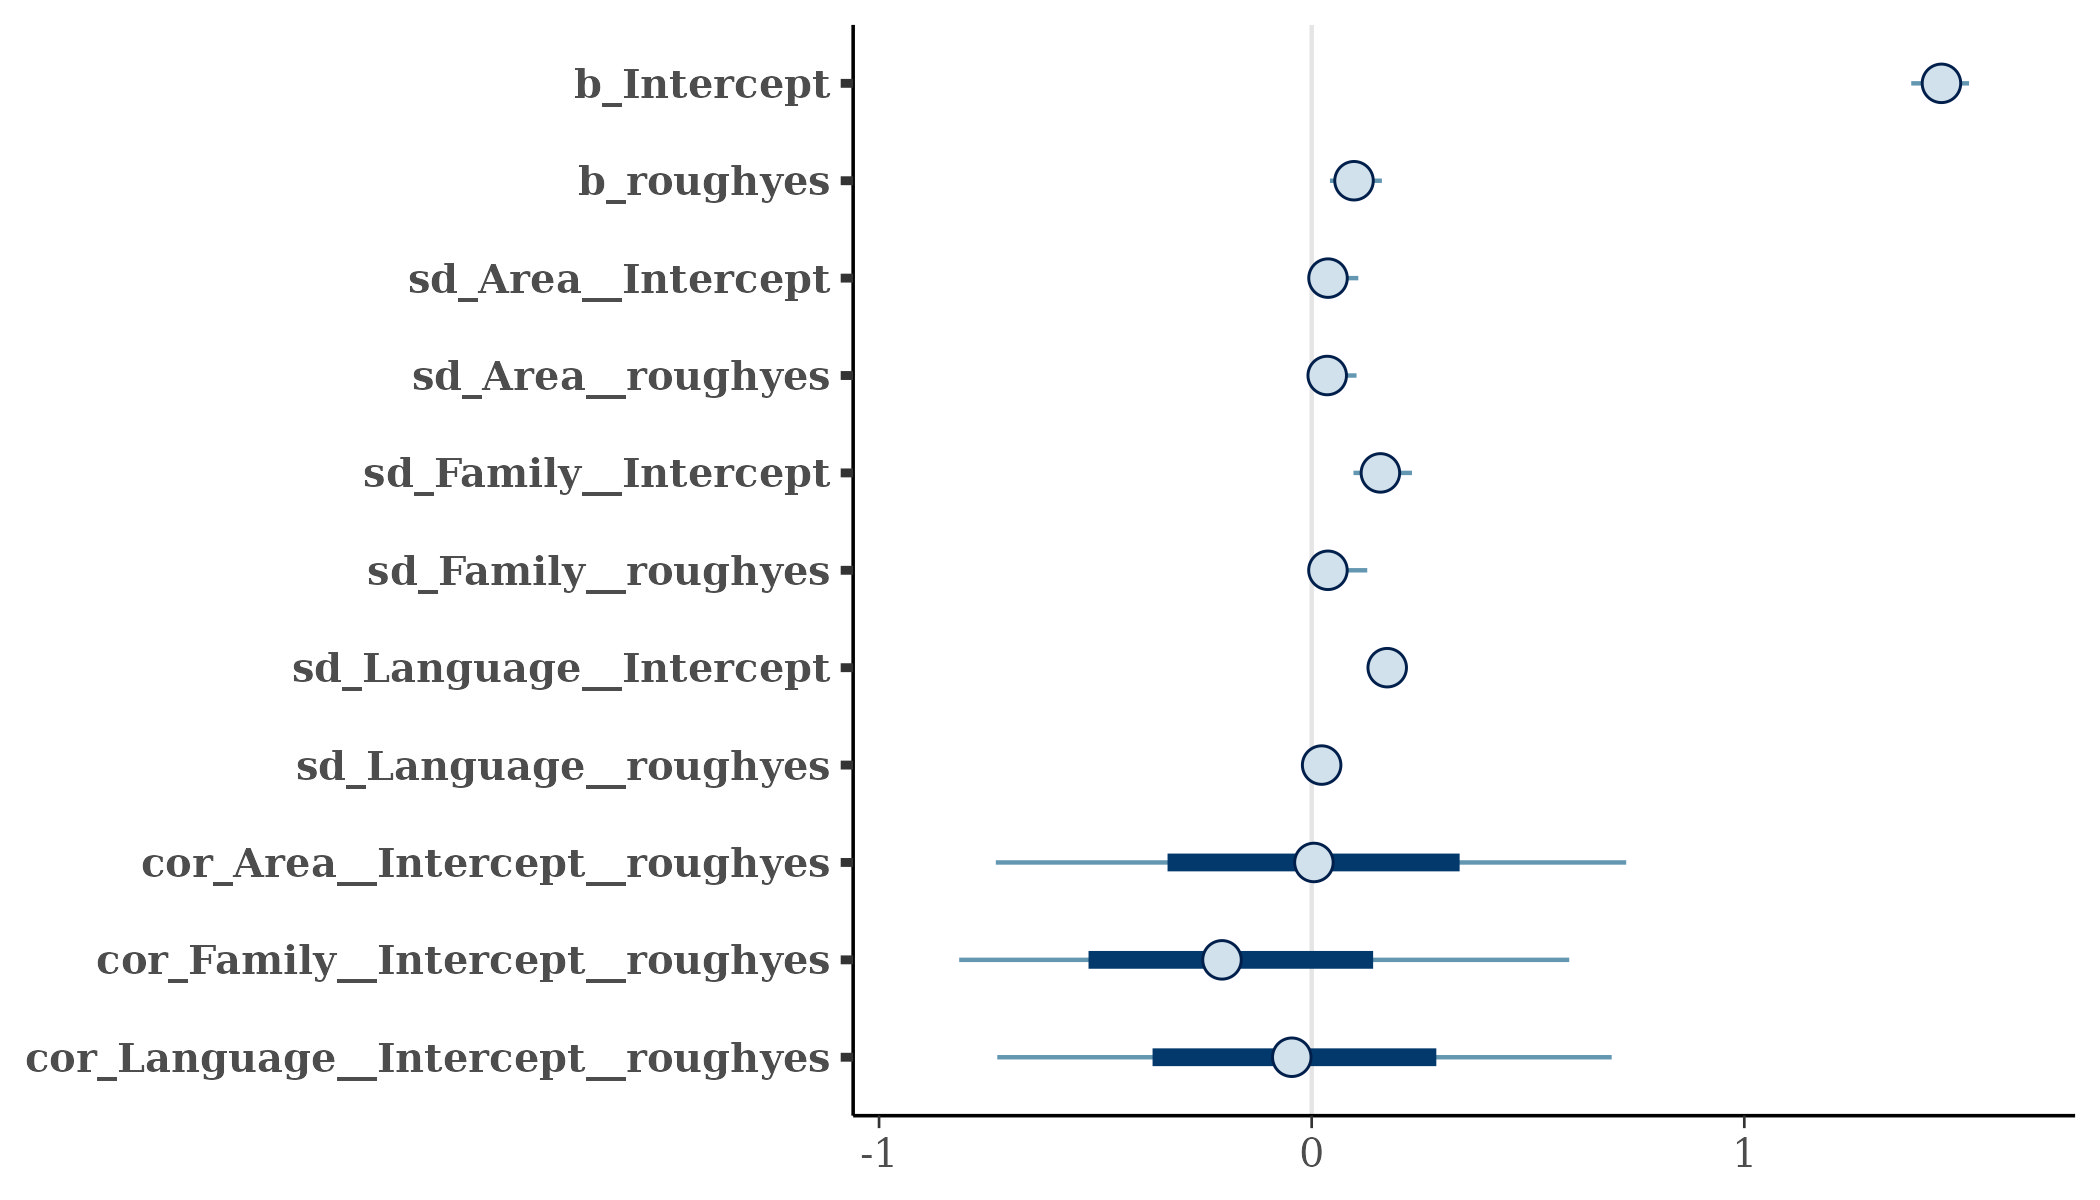 b_Intercept
b_roughyes
sd_Area__Intercept
sd_Area__roughyes
sd_Family__Intercept
sd_Family__roughyes
sd_Language__Intercept
sd_Language__roughyes
cor_Area__Intercept__roughyes
cor_Family__Intercept__roughyes
cor_Language__Intercept__roughyes
-1 0 1